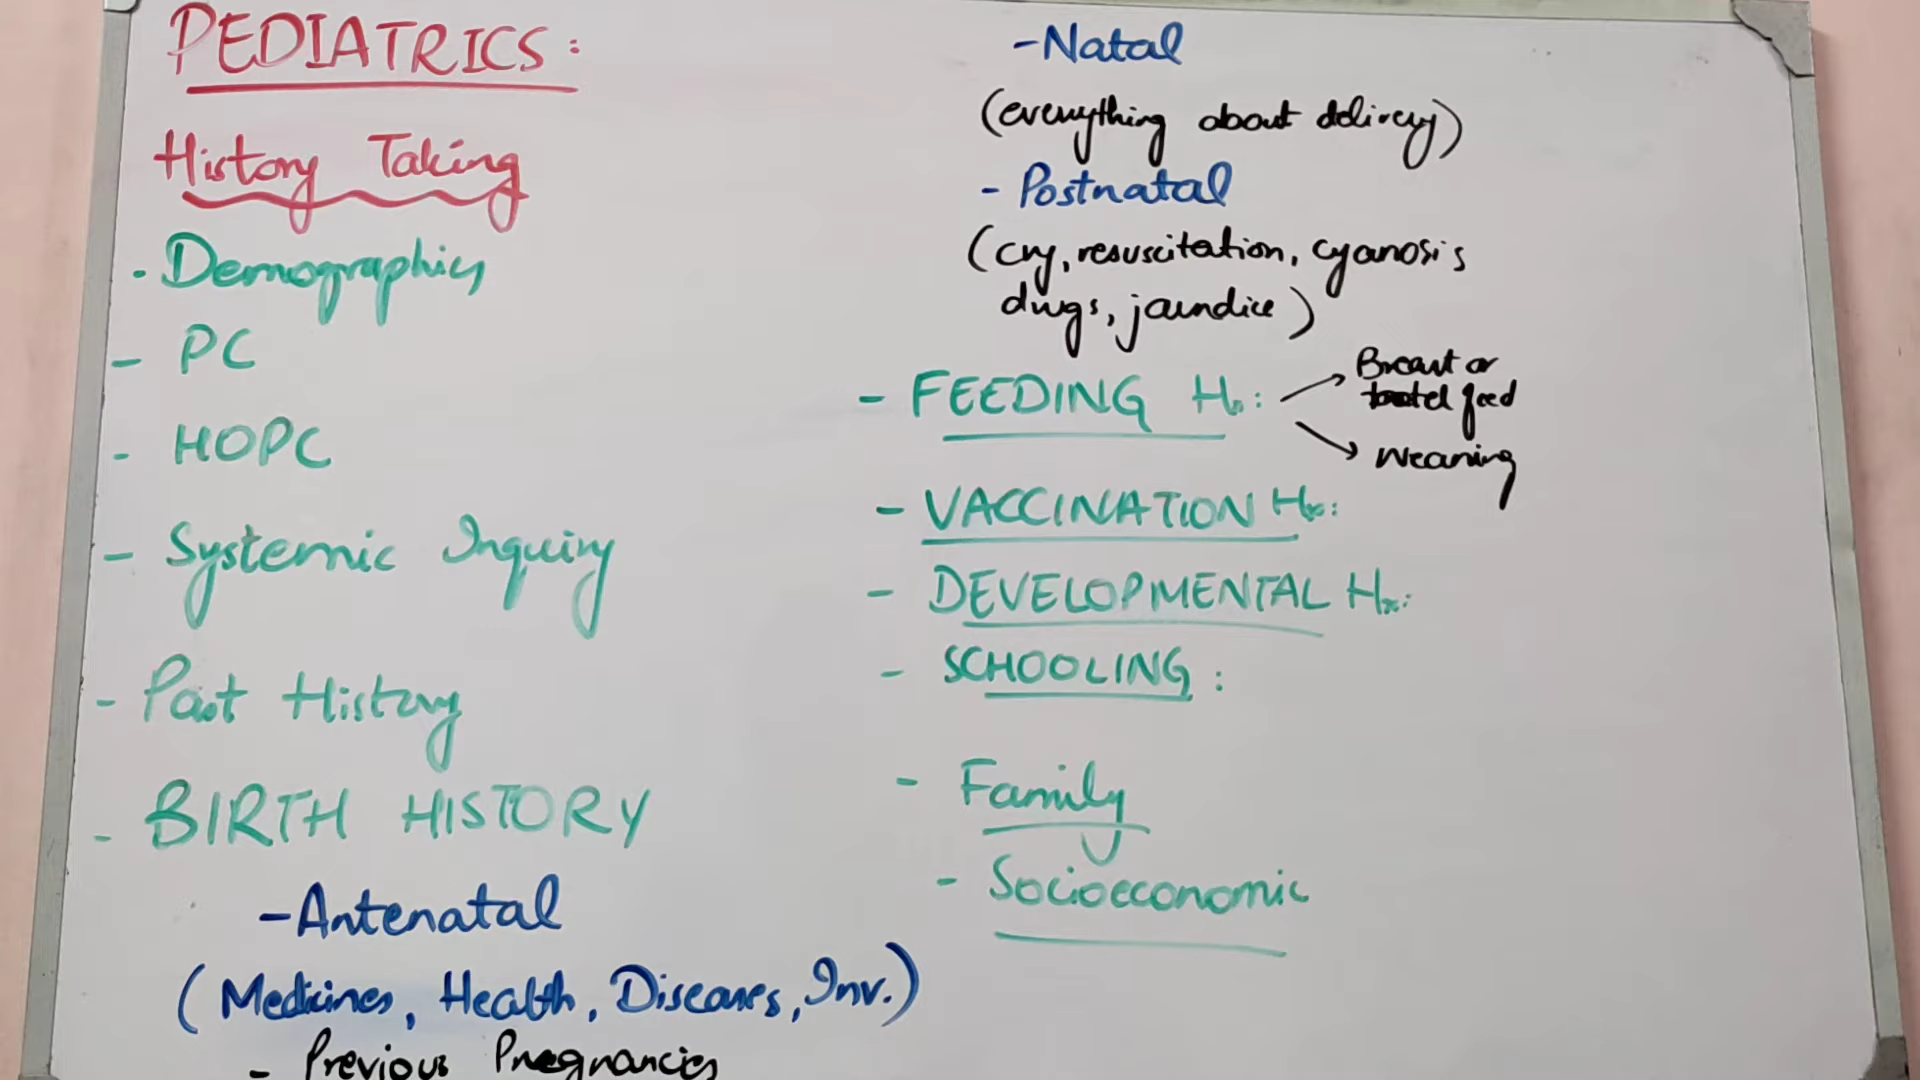 PEDIATRICS:
History Taking
. Demographics
- PC
- HOPC
- Systemic Inquiry
- Past History
- BIRTH HISTORY
- Antenatal
(Medicines, Health, Diseases, Inv.)
- Previous Pregnancies
- Natal
(everything about delivery)
- Postnatal
(cry, resuscitation, cyanosis
drugs, jaundice)
- FEEDING Hx:
Breast or
feed
Weaning
- VACCINATION Hx:
- DEVELOPMENTAL Hx:
- SCHOOLING:
- Family
- Socioeconomic